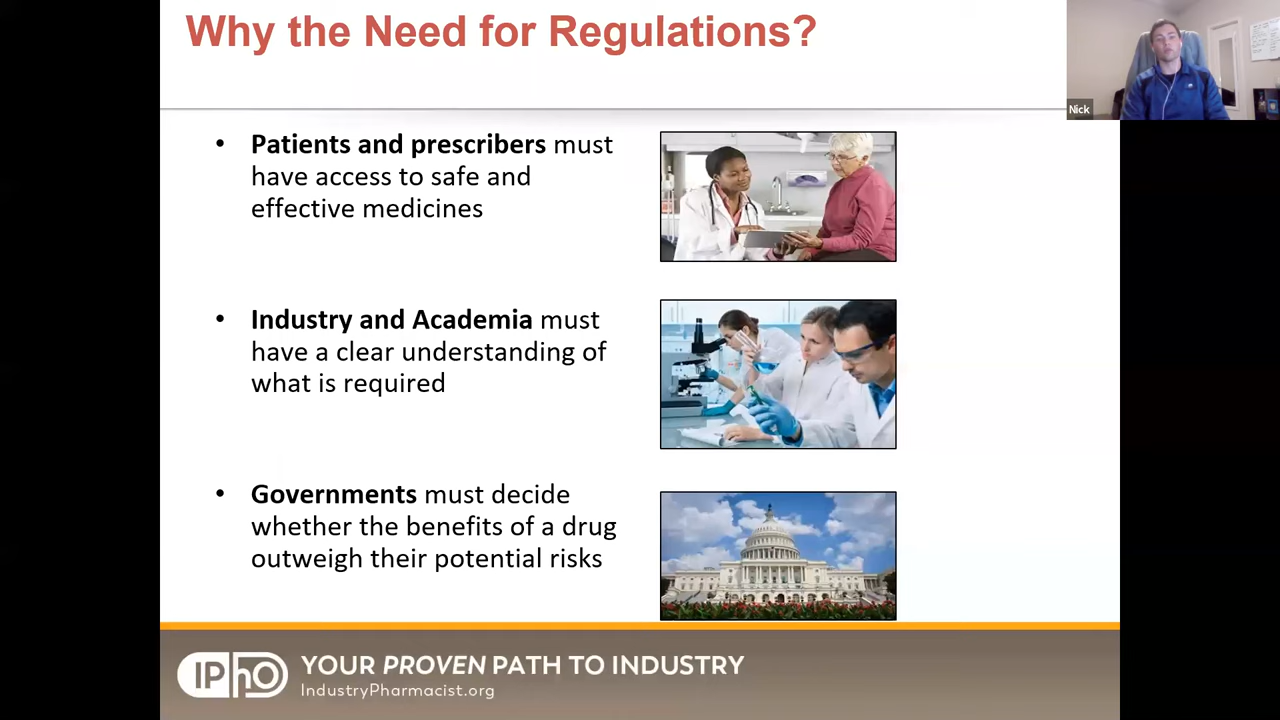 Why the Need for Regulations?
Nick
• Patients and prescribers must
have access to safe and
effective medicines
• Industry and Academia must
have a clear understanding of
what is required
• Governments must decide
whether the benefits of a drug
outweigh their potential risks
IPhO
YOUR PROVEN PATH TO INDUSTRY
IndustryPharmacist.org